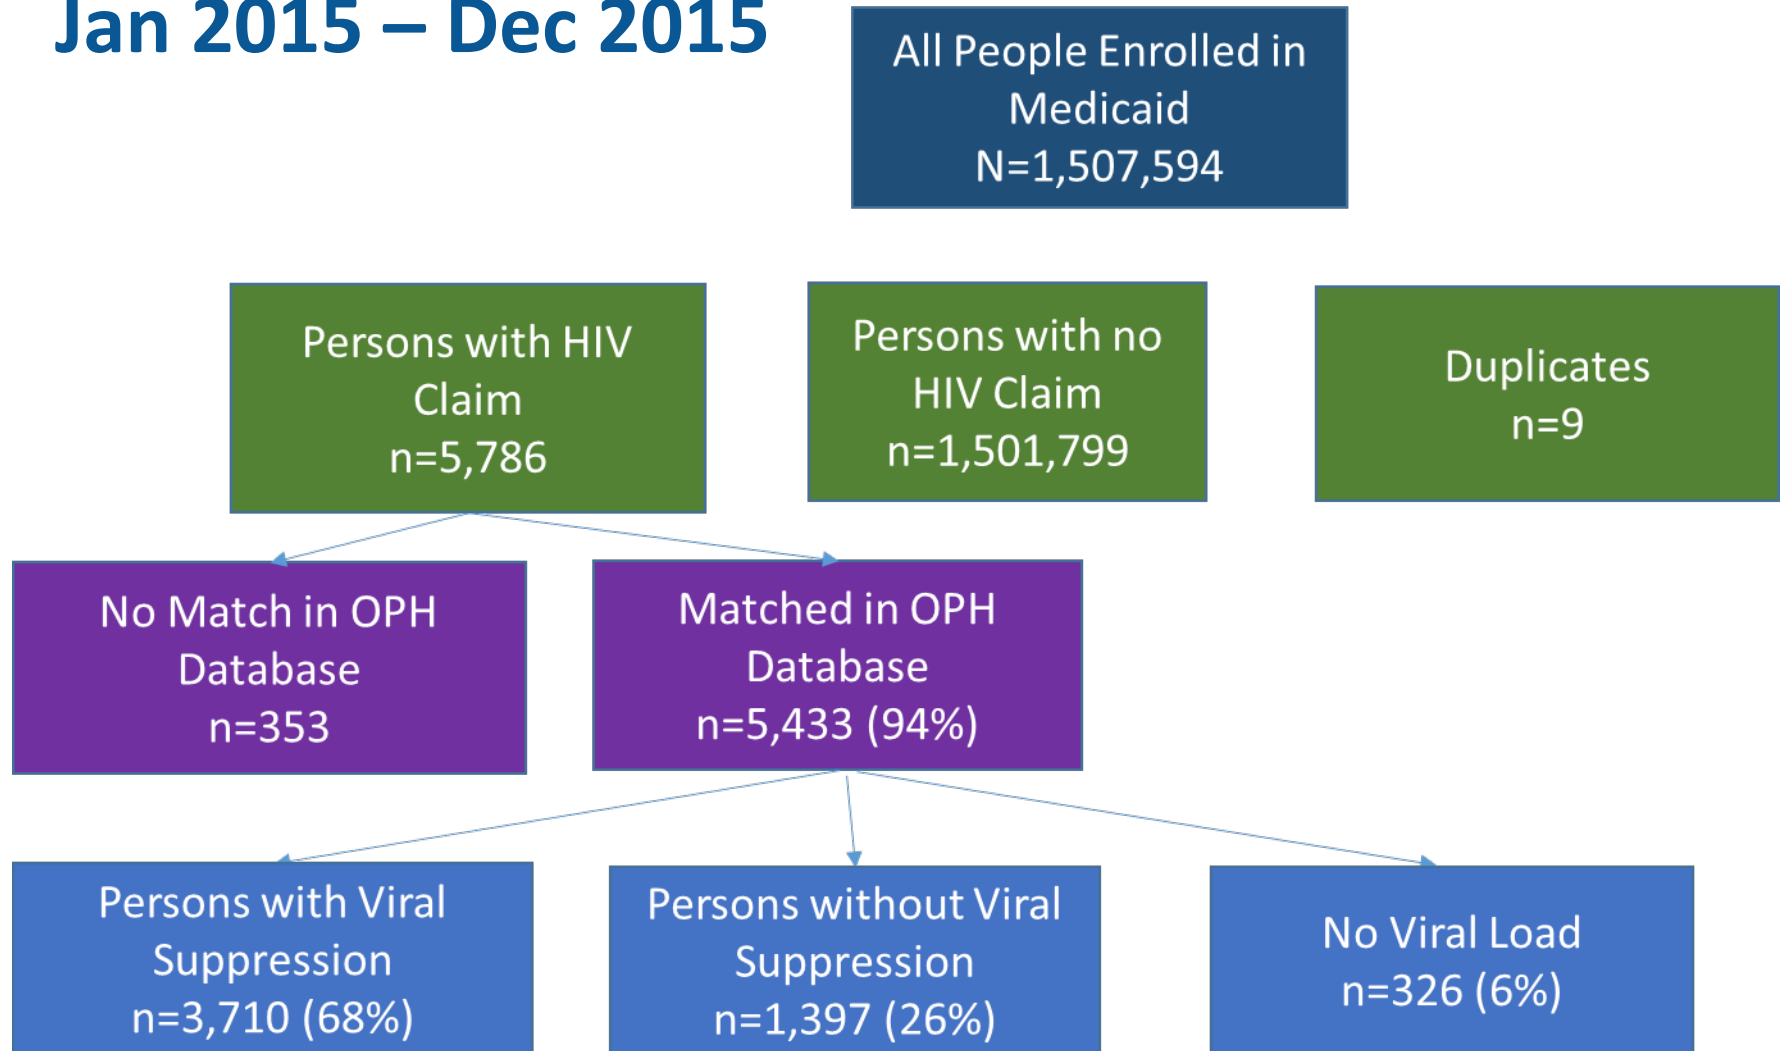 Jan 2015 – Dec 2015
All People Enrolled in
Medicaid
N=1,507,594
Persons with HIV
Claim
n=5,786
Persons with no
HIV Claim
n=1,501,799
Duplicates
n=9
No Match in OPH
Database
n=353
Matched in OPH
Database
n=5,433 (94%)
Persons with Viral
Suppression
n=3,710 (68%)
Persons without Viral
Suppression
n=1,397 (26%)
No Viral Load
n=326 (6%)